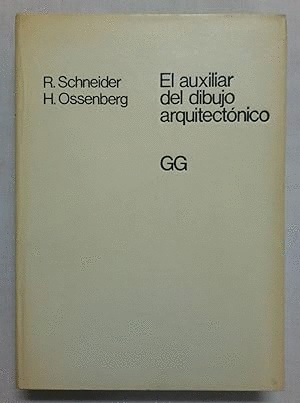 R. Schneider
H. Ossenberg
El auxiliar
del dibujo
arquitectónico
GG